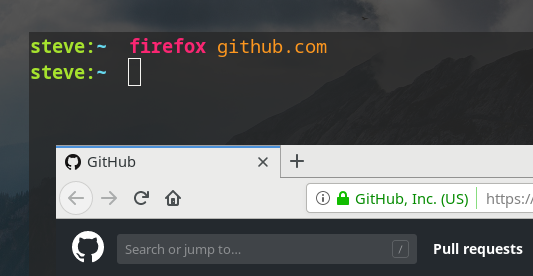 steve:~ firefox github.com
steve:~
GitHub
GitHub, Inc. (US) https:/
Search or jump to... / Pull requests